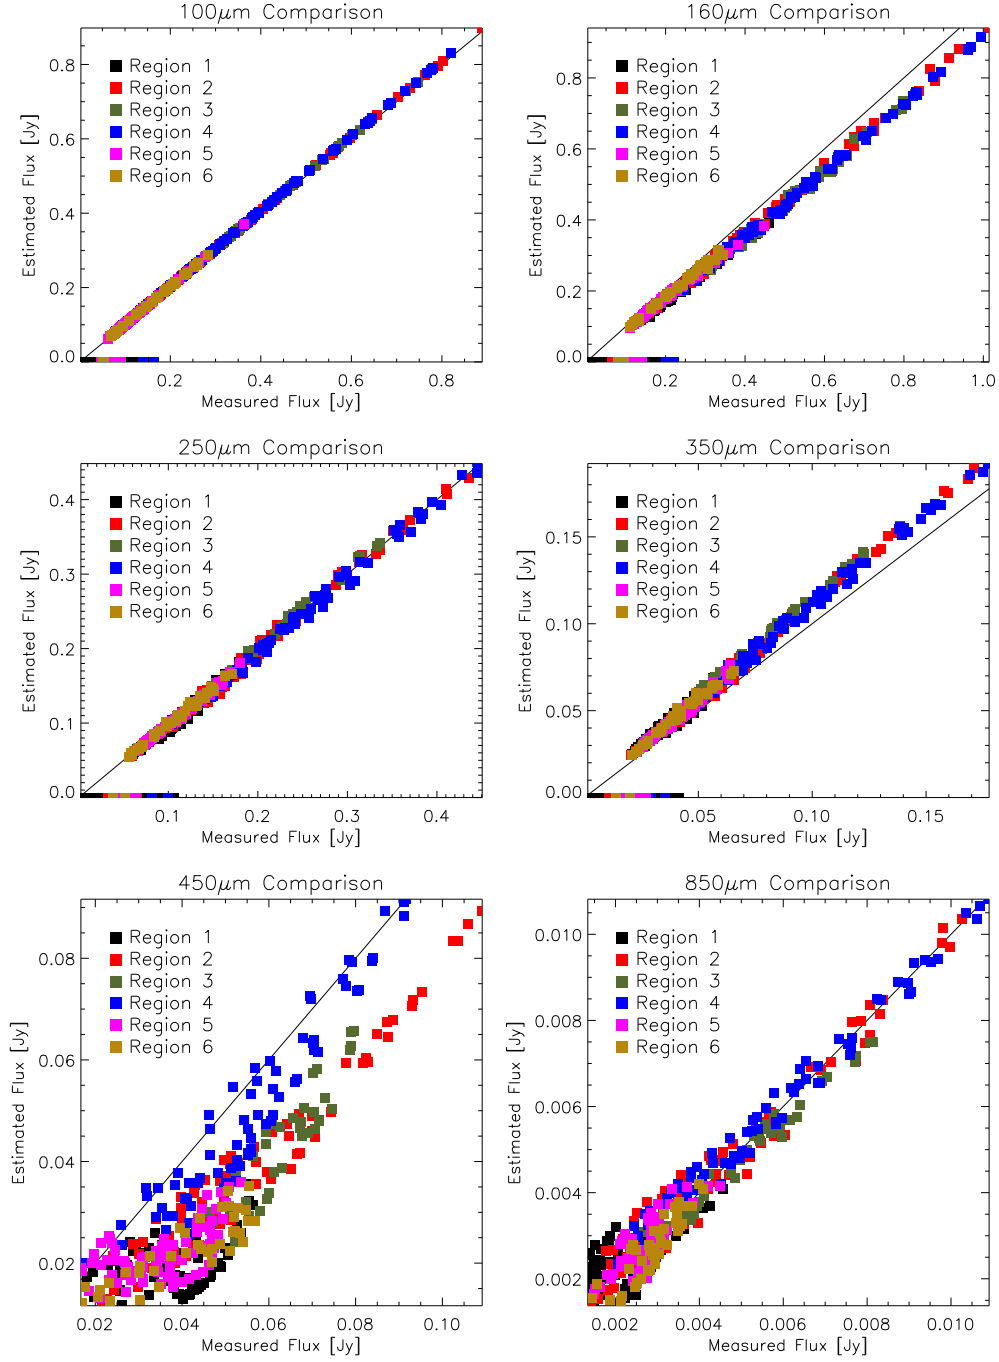 100μm Comparison
Estimated Flux [Jy]
0.8
0.6
0.4
0.2
0.0
Region 1
Region 2
Region 3
Region 4
Region 5
Region 6
0.2 0.4 0.6 0.8
Measured Flux [Jy]
160μm Comparison
Estimated Flux [Jy]
0.8
0.6
0.4
0.2
0.0
Region 1
Region 2
Region 3
Region 4
Region 5
Region 6
0.2 0.4 0.6 0.8 1.0
Measured Flux [Jy]
250μm Comparison
Estimated Flux [Jy]
0.4
0.3
0.2
0.1
0.0
Region 1
Region 2
Region 3
Region 4
Region 5
Region 6
0.1 0.2 0.3 0.4
Measured Flux [Jy]
350μm Comparison
Estimated Flux [Jy]
0.15
0.10
0.05
0.00
Region 1
Region 2
Region 3
Region 4
Region 5
Region 6
0.05 0.10 0.15
Measured Flux [Jy]
450μm Comparison
Estimated Flux [Jy]
0.08
0.06
0.04
0.02
Region 1
Region 2
Region 3
Region 4
Region 5
Region 6
0.02 0.04 0.06 0.08 0.10
Measured Flux [Jy]
850μm Comparison
Estimated Flux [Jy]
0.010
0.008
0.006
0.004
0.002
Region 1
Region 2
Region 3
Region 4
Region 5
Region 6
0.002 0.004 0.006 0.008 0.010
Measured Flux [Jy]